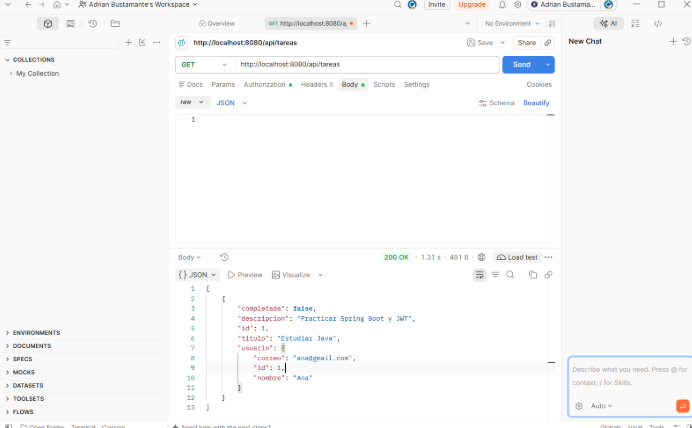 Adrian Bustamante's Workspace
Invite
Upgrade
Adrian Bustama...
Overview
GET http://localhost:8080/a
No Environment
AI
COLLECTIONS
My Collection
http://localhost:8080/api/tareas
Save
Share
GET
http://localhost:8080/api/tareas
Send
Docs Params Authorization Headers 8 Body Scripts Settings
Cookies
raw
JSON
Schema
Beautify
1
New Chat
Body
200 OK · 1.31 s · 491 B
Load test
{} JSON
Preview
Visualize
1 [
2 {
3 "completada": false,
4 "descripcion": "Practicar Spring Boot y JWT",
5 "id": 1,
6 "titulo": "Estudiar Java",
7 "usuario": {
8 "correo": "ana@gmail.com",
9 "id": 1,
10 "nombre": "Ana"
11 }
12 }
13 ]
ENVIRONMENTS
DOCUMENTS
SPECS
MOCKS
DATASETS
TOOLSETS
FLOWS
Describe what you need. Press @ for
context, / for Skills.
Auto
Open Folder
Terminal
Console
Need help with the next steps?
Globals
Vault
Tools